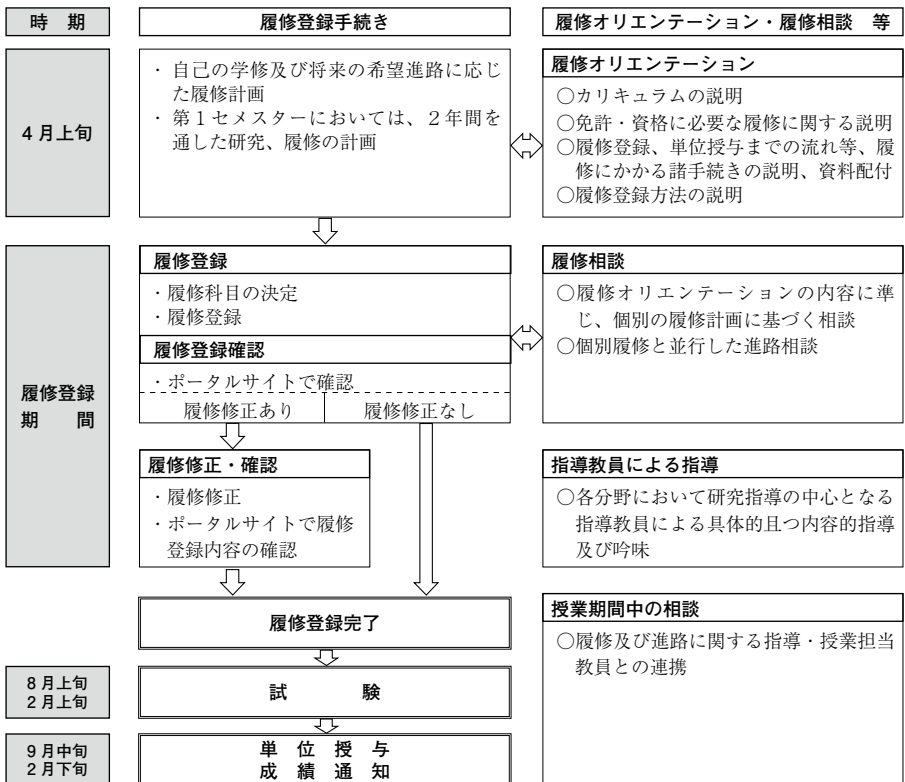 時　期
履修登録手続き
履修オリエンテーション・履修相談　等
4月上旬
・自己の学修及び将来の希望進路に応じ
た履修計画
・第１セメスターにおいては、２年間を
通した研究、履修の計画
履修オリエンテーション
○カリキュラムの説明
○免許・資格に必要な履修に関する説明
○履修登録、単位授与までの流れ等、履
修にかかる諸手続きの説明、資料配付
○履修登録方法の説明
履修登録
期　　間
履修登録
・履修科目の決定
・履修登録
履修登録確認
・ポータルサイトで確認
履修修正あり
履修修正なし
履修相談
○履修オリエンテーションの内容に準
じ、個別の履修計画に基づく相談
○個別履修と並行した進路相談
履修修正・確認
・履修修正
・ポータルサイトで履修
登録内容の確認
指導教員による指導
○各分野において研究指導の中心となる
指導教員による具体的且つ内容的指導
及び吟味
履修登録完了
授業期間中の相談
○履修及び進路に関する指導・授業担当
教員との連携
8月上旬
2月上旬
試　　　験
9月中旬
2月下旬
単　位　授　与
成　績　通　知